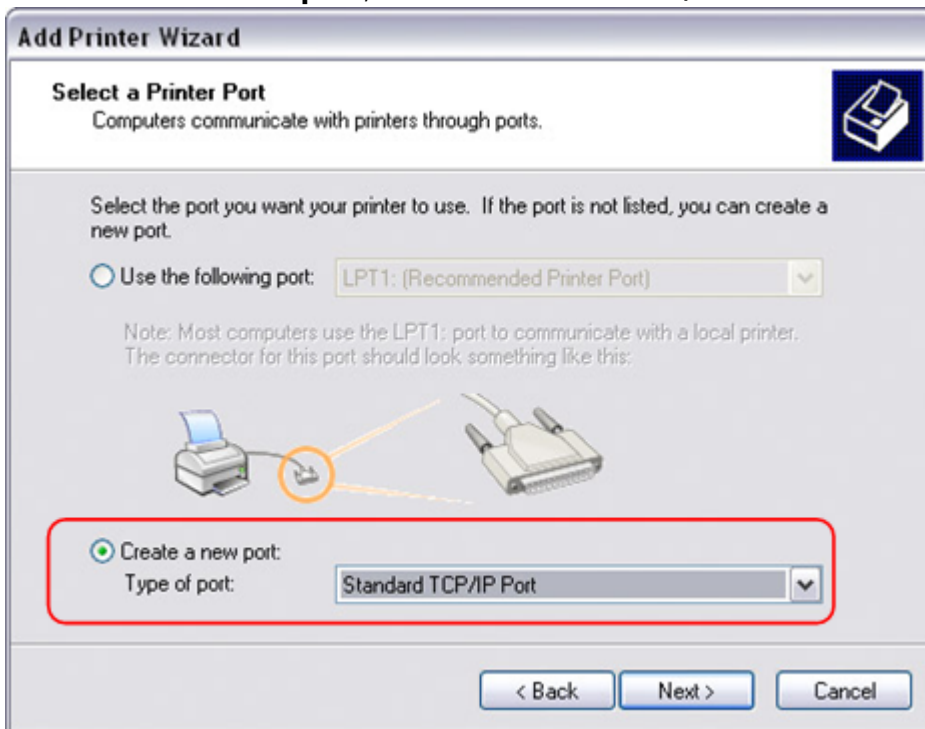 Add Printer Wizard
Select a Printer Port
Computers communicate with printers through ports.
Select the port you want your printer to use. If the port is not listed, you can create a
new port.
Use the following port:
LPT1: (Recommended Printer Port)
Note: Most computers use the LPT1: port to communicate with a local printer.
The connector for this port should look something like this:
Create a new port:
Type of port:
Standard TCP/IP Port
< Back
Next >
Cancel